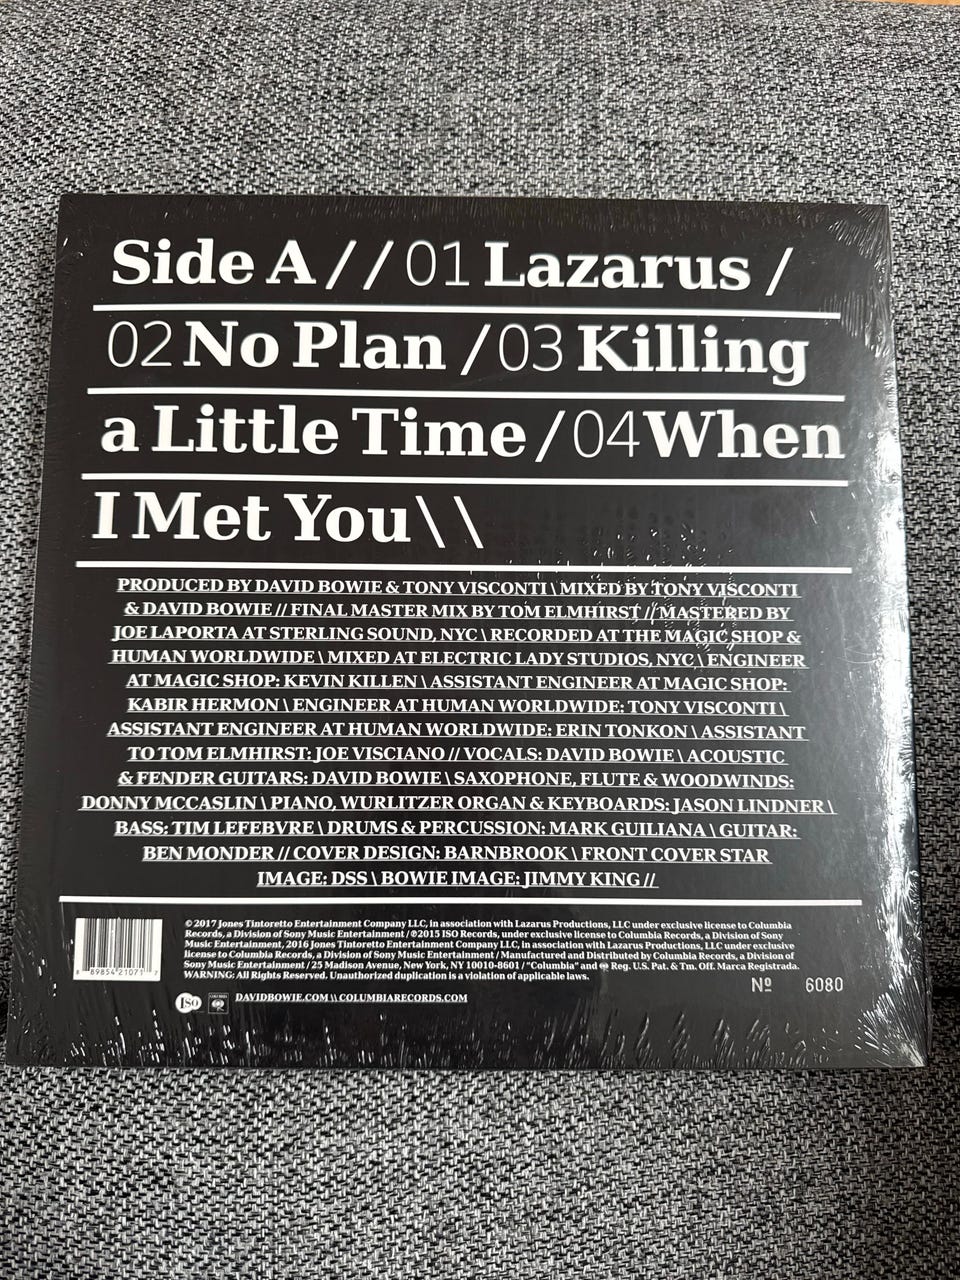 Side A // 01 Lazarus /
02 No Plan / 03 Killing
a Little Time / 04 When
I Met You \ \
PRODUCED BY DAVID BOWIE & TONY VISCONTI \ MIXED BY TONY VISCONTI
& DAVID BOWIE // FINAL MASTER MIX BY TOM ELMHIRST // MASTERED BY
JOE LAPORTA AT STERLING SOUND, NYC \ RECORDED AT THE MAGIC SHOP &
HUMAN WORLDWIDE \ MIXED AT ELECTRIC LADY STUDIOS, NYC \ ENGINEER
AT MAGIC SHOP: KEVIN KILLEN \ ASSISTANT ENGINEER AT MAGIC SHOP:
KABIR HERMON \ ENGINEER AT HUMAN WORLDWIDE: TONY VISCONTI \
ASSISTANT ENGINEER AT HUMAN WORLDWIDE: ERIN TONKON \ ASSISTANT
TO TOM ELMHIRST: JOE VISCIANO // VOCALS: DAVID BOWIE \ ACOUSTIC
& FENDER GUITARS: DAVID BOWIE \ SAXOPHONE, FLUTE & WOODWINDS:
DONNY MCCASLIN \ PIANO, WURLITZER ORGAN & KEYBOARDS: JASON LINDNER \
BASS: TIM LEFEBVRE \ DRUMS & PERCUSSION: MARK GUILIANA \ GUITAR:
BEN MONDER // COVER DESIGN: BARNBROOK \ FRONT COVER STAR
IMAGE: DSS \ BOWIE IMAGE: JIMMY KING //
© 2017 Jones Tintoretto Entertainment Company LLC, in association with Lazarus Productions, LLC under exclusive license to Columbia
Records, a Division of Sony Music Entertainment / ℗2015 ISO Records, under exclusive license to Columbia Records, a Division of Sony
Music Entertainment, 2016 Jones Tintoretto Entertainment Company LLC, in association with Lazarus Productions, LLC under exclusive
license to Columbia Records, a Division of Sony Music Entertainment / Manufactured and Distributed by Columbia Records, a Division of
Sony Music Entertainment / 25 Madison Avenue, New York, NY 10010-8601 / "Columbia" and Reg. U.S. Pat. & Tm. Off. Marca Registrada.
WARNING: All Rights Reserved. Unauthorized duplication is a violation of applicable laws.
8 89854 21071 7
Nº 6080
ISO COLUMBIA DAVIDBOWIE.COM \\ COLUMBIARECORDS.COM